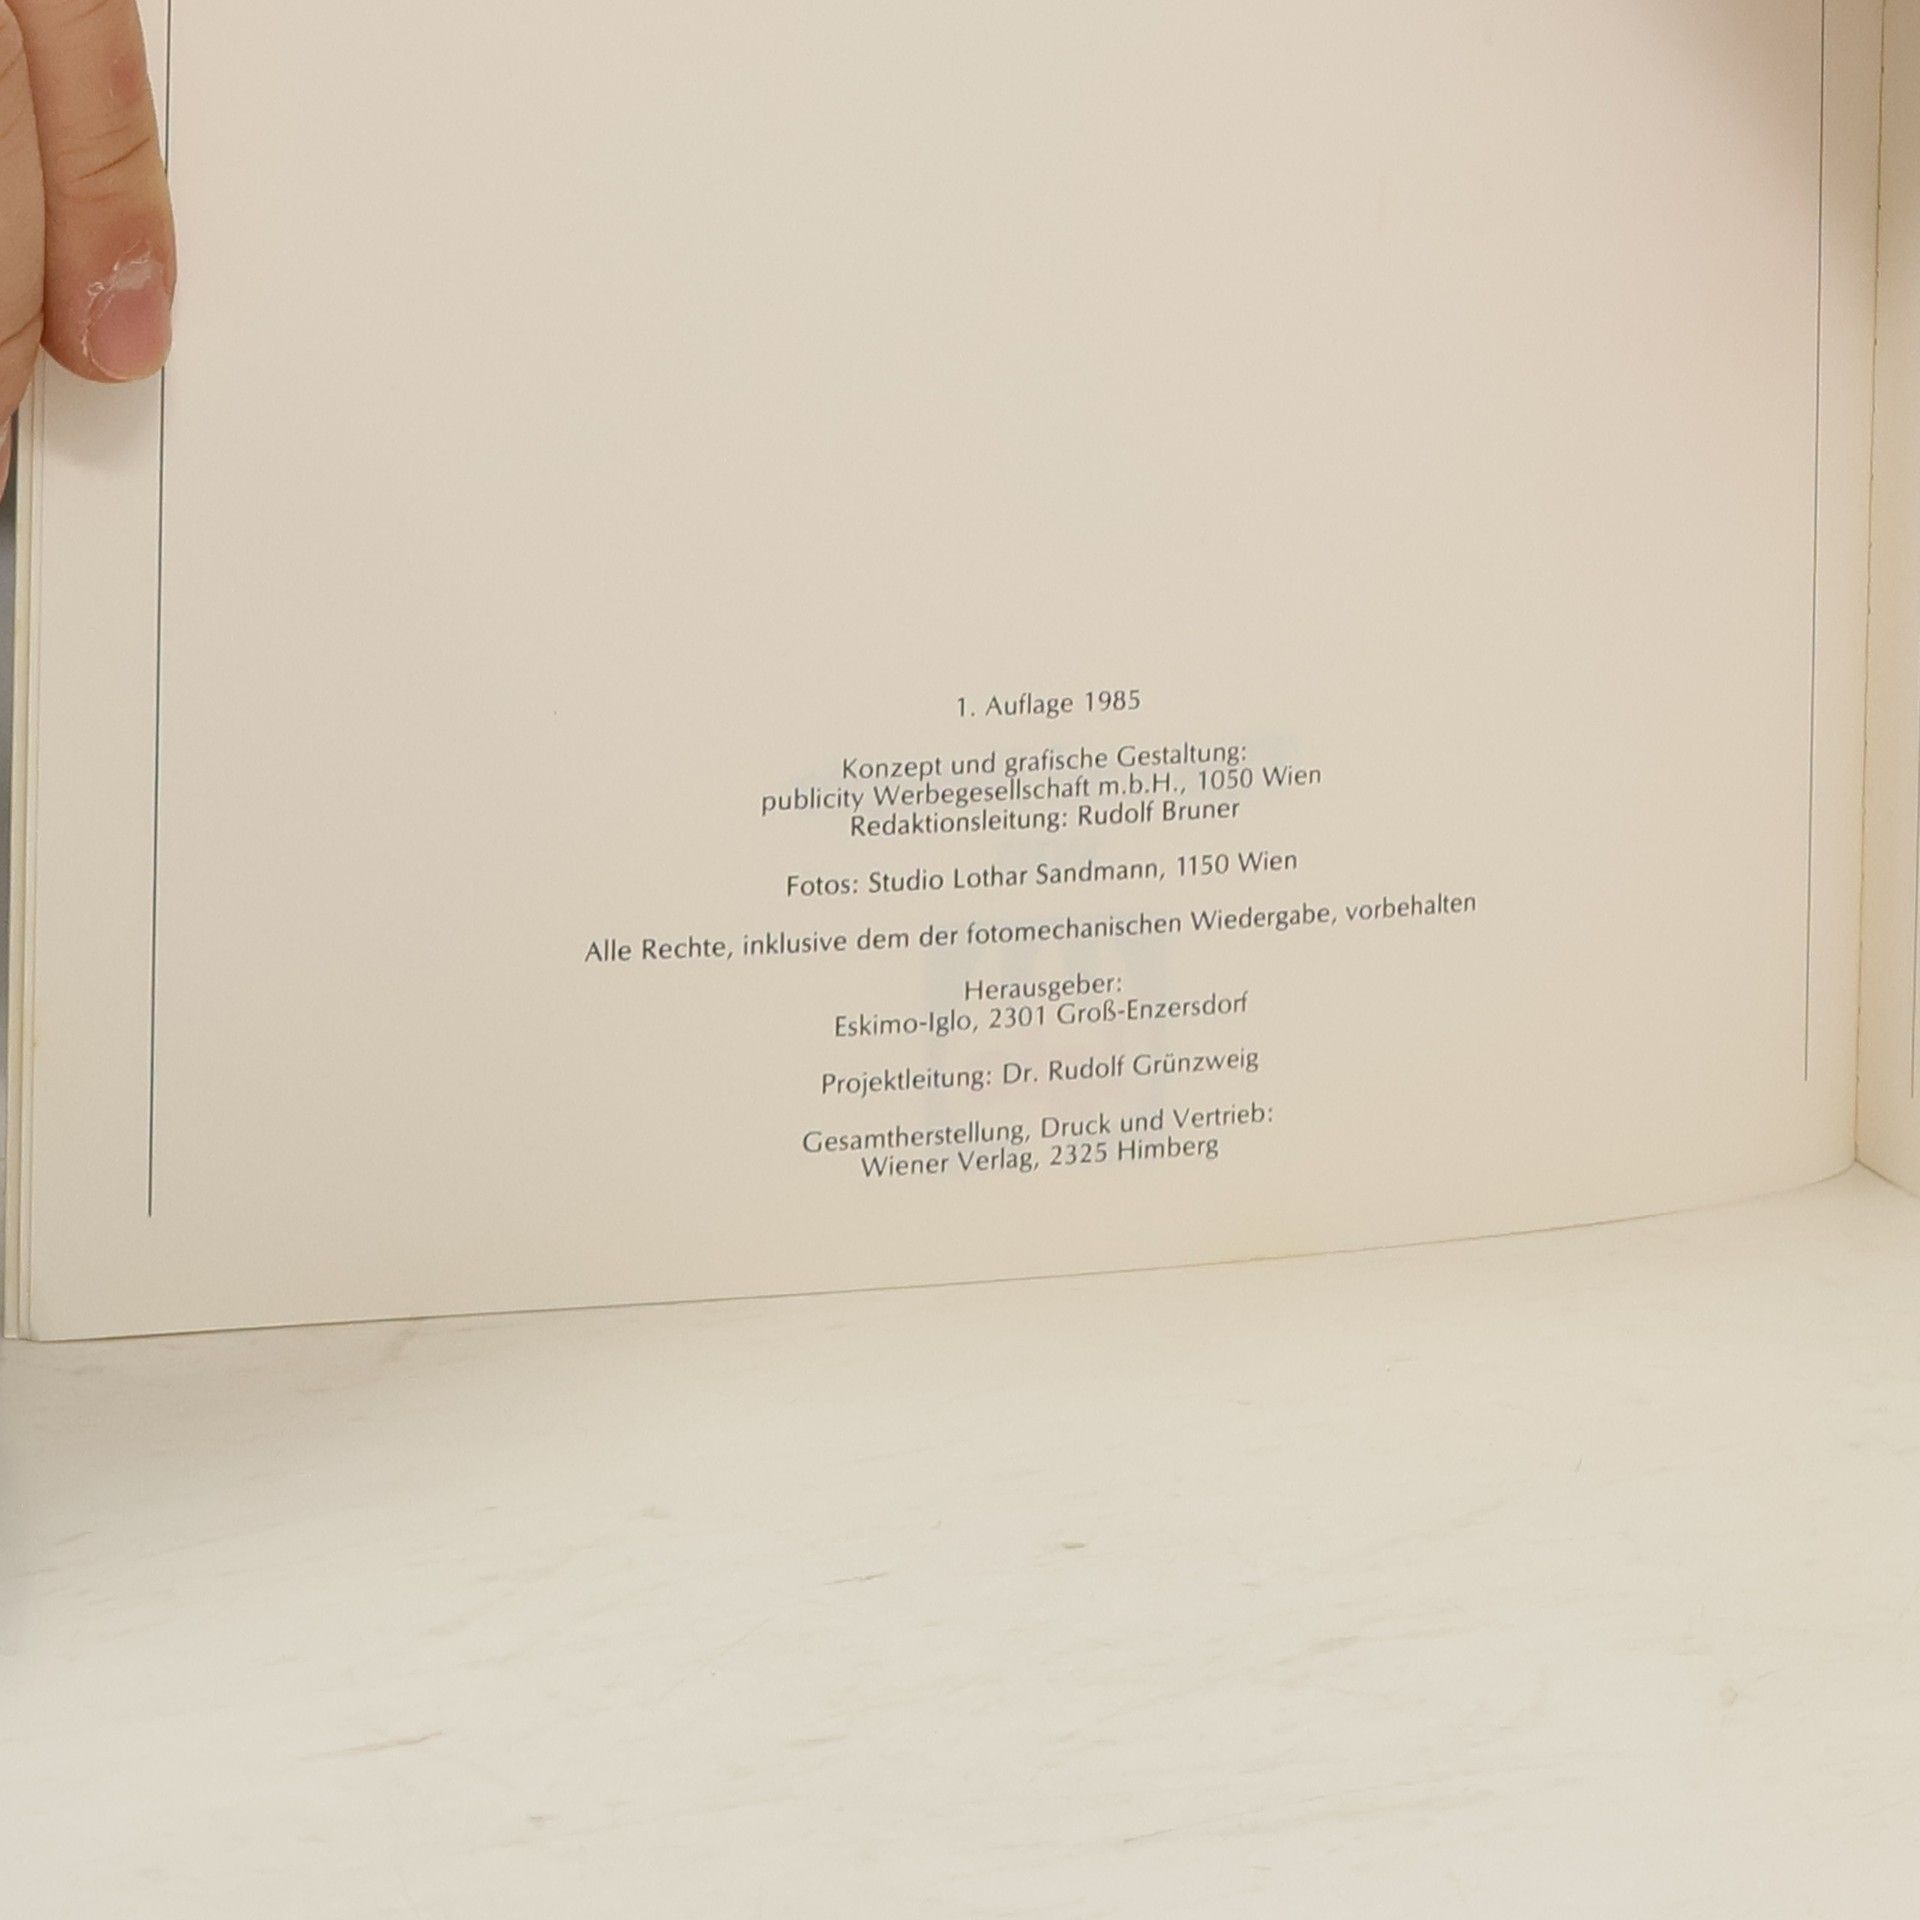 1. Auflage 1985
Konzept und grafische Gestaltung:
publicity Werbegesellschaft m.b.H., 1050 Wien
Redaktionsleitung: Rudolf Bruner
Fotos: Studio Lothar Sandmann, 1150 Wien
Alle Rechte, inklusive dem der fotomechanischen Wiedergabe, vorbehalten
Herausgeber:
Eskimo-Iglo, 2301 Groß-Enzersdorf
Projektleitung: Dr. Rudolf Grünzweig
Gesamtherstellung, Druck und Vertrieb:
Wiener Verlag, 2325 Himberg